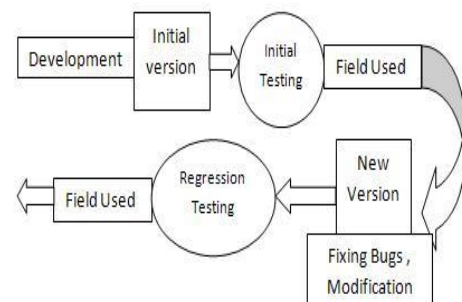 Development
Initial
version
Initial
Testing
Field Used
New
Version
Fixing Bugs ,
Modification
Regression
Testing
Field Used